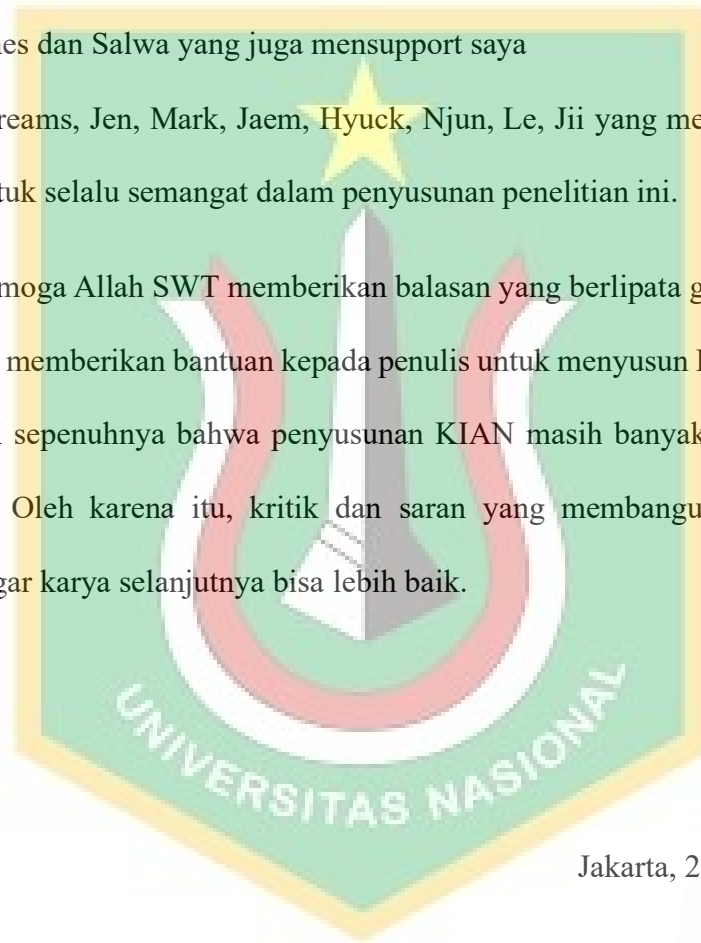 nes dan Salwa yang juga mensupport saya
reams, Jen, Mark, Jaem, Hyuck, Njun, Le, Jii yang me
tuk selalu semangat dalam penyusunan penelitian ini.
moga Allah SWT memberikan balasan yang berlipata g
memberikan bantuan kepada penulis untuk menyusun
sepenuhnya bahwa penyusunan KIAN masih banyak
Oleh karena itu, kritik dan saran yang membangu
gar karya selanjutnya bisa lebih baik.
UNIVERSITAS NASIONAL
Jakarta, 2